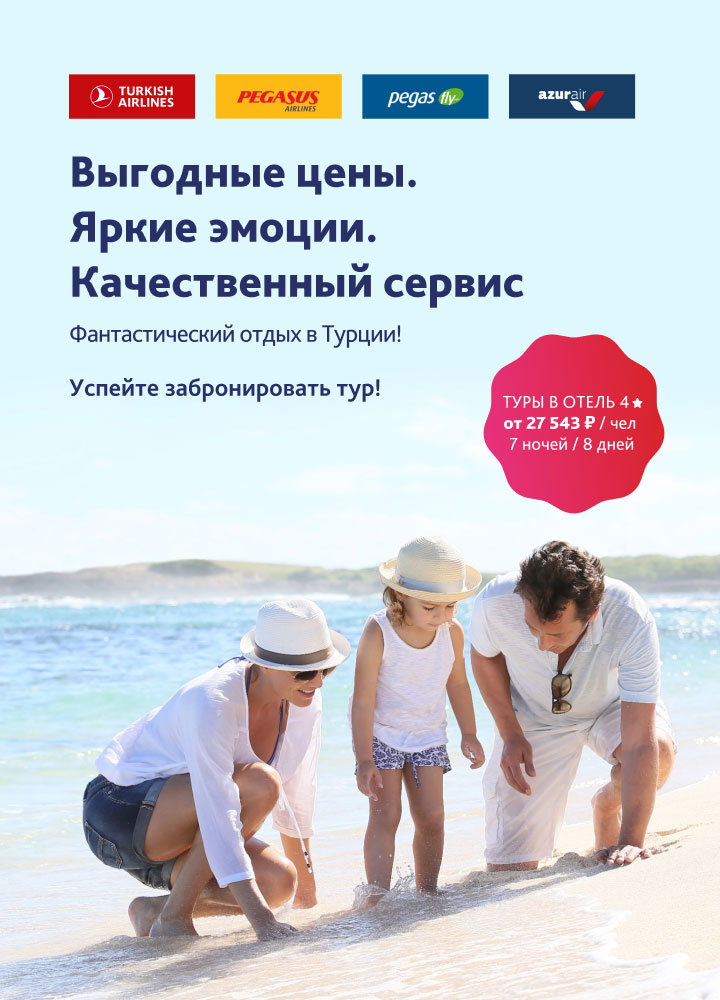 TURKISH
AIRLINES
PEGASUS
AIRLINES
pegas fly
azurair
Выгодные цены.
Яркие эмоции.
Качественный сервис
Фантастический отдых в Турции!
Успейте забронировать тур!
ТУРЫ В ОТЕЛЬ 4★
от 27 543 ₽ / чел
7 ночей / 8 дней